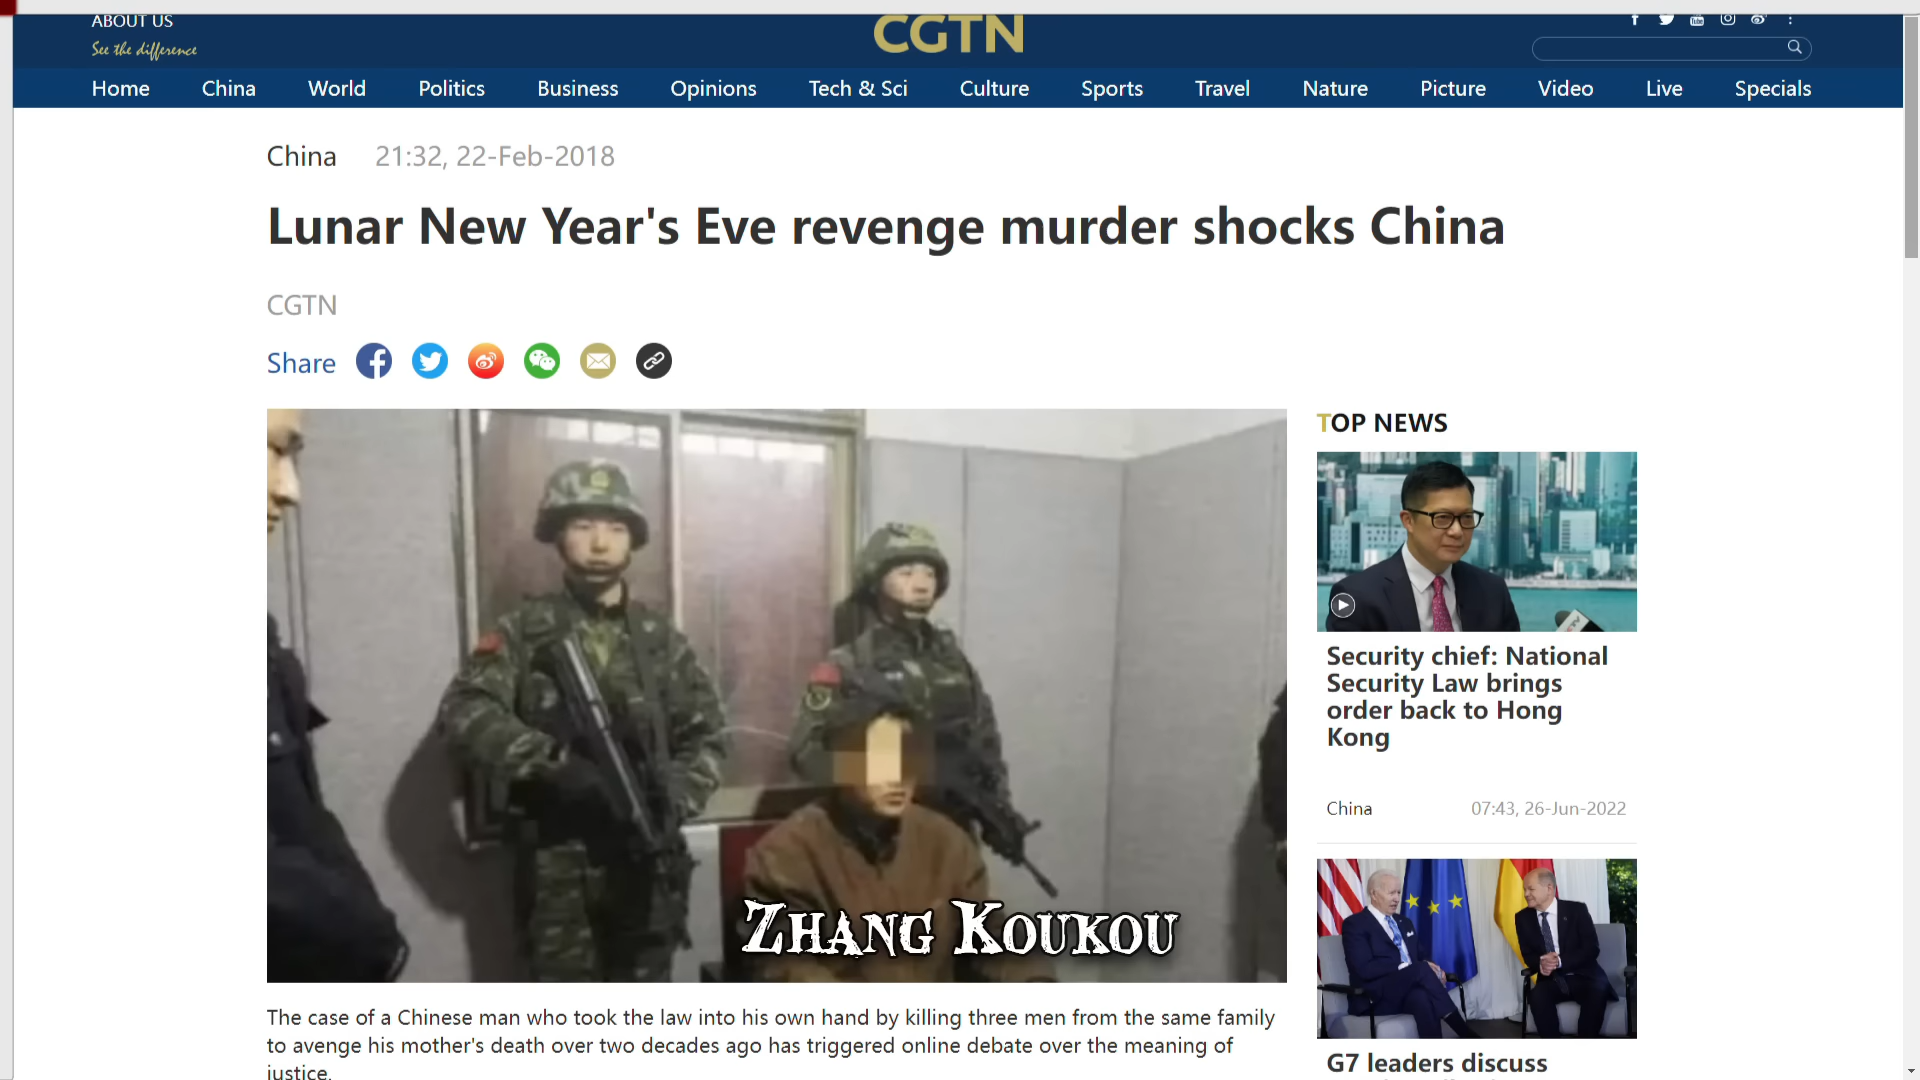 ABOUT US
See the difference
CGTN
Home China World Politics Business Opinions Tech & Sci Culture Sports Travel Nature Picture Video Live Specials
China 21:32, 22-Feb-2018
Lunar New Year's Eve revenge murder shocks China
CGTN
Share
TOP NEWS
Security chief: National
Security Law brings
order back to Hong
Kong
China 07:43, 26-Jun-2022
ZHANG KOUKOU
The case of a Chinese man who took the law into his own hand by killing three men from the same family
to avenge his mother's death over two decades ago has triggered online debate over the meaning of
justice.
G7 leaders discuss